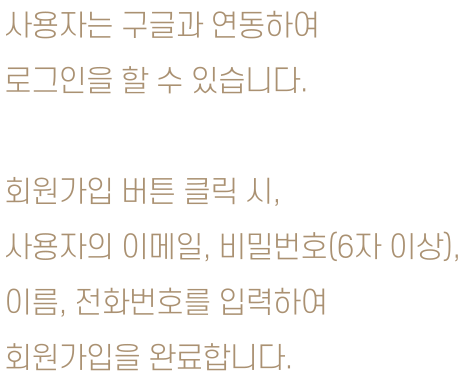 사용자는 구글과 연동하여
로그인을 할 수 있습니다.
회원가입 버튼 클릭 시,
사용자의 이메일, 비밀번호(6자 이상),
이름, 전화번호를 입력하여
회원가입을 완료합니다.